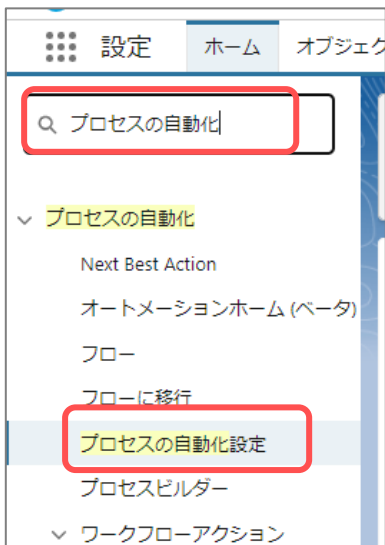 設定 ホーム オブジェク
プロセスの自動化
プロセスの自動化
Next Best Action
オートメーションホーム (ベータ)
フロー
フローに移行
プロセスの自動化設定
プロセスビルダー
ワークフローアクション